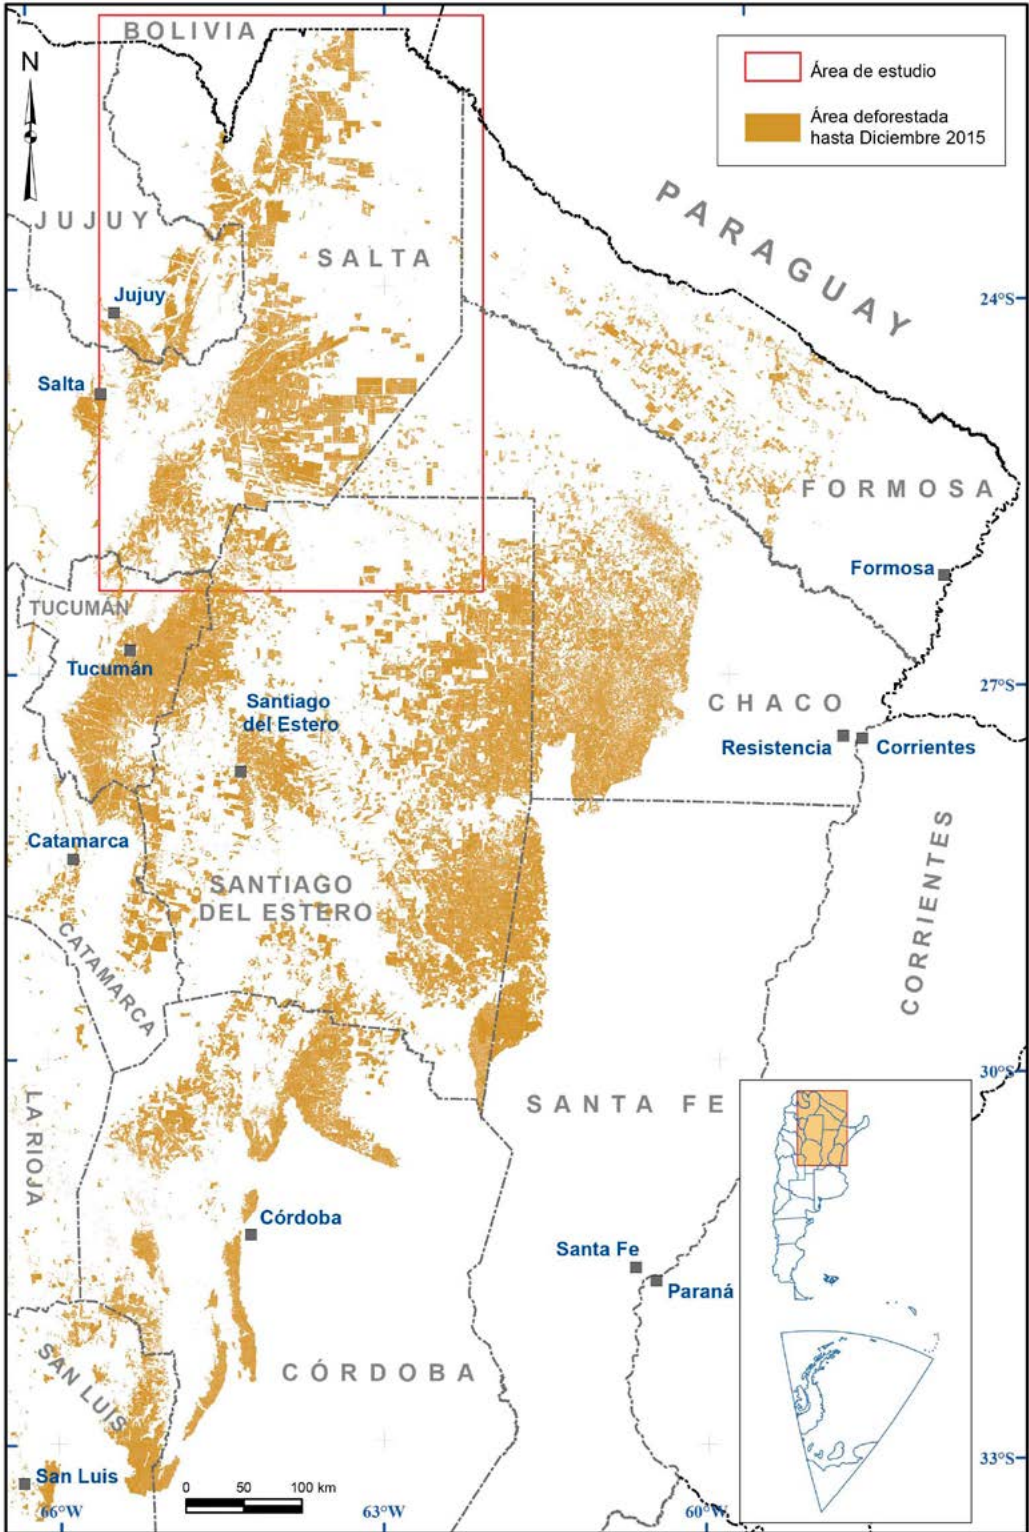 BOLIVIA
N
Área de estudio
Área deforestada
hasta Diciembre 2015
PARAGUAY
JUJUY
SALTA
Jujuy
24°S
Salta
FORMOSA
Formosa
TUCUMÁN
Tucumán
27°S
Santiago
del Estero
CHACO
Resistencia
Corrientes
Catamarca
SANTIAGO
DEL ESTERO
CORRIENTES
CATAMARCA
30°S
LA RIOJA
SANTA FE
Córdoba
Santa Fe
Paraná
SAN LUIS
CÓRDOBA
San Luis
33°S
0 50 100 km
66°W
63°W
60°W